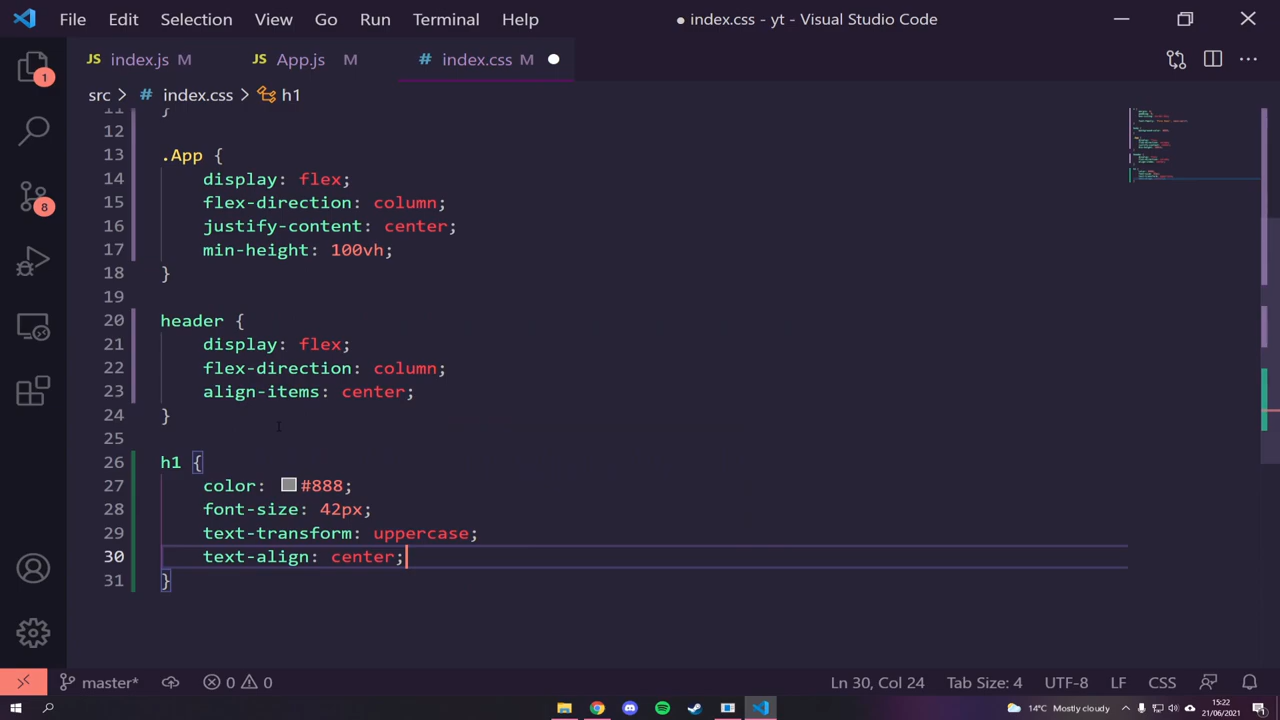 File Edit Selection View Go Run Terminal Help ● index.css - yt - Visual Studio Code
JS index.js M JS App.js M # index.css M
src > # index.css > h1
11 }
12
13 .App {
14 display: flex;
15 flex-direction: column;
16 justify-content: center;
17 min-height: 100vh;
18 }
19
20 header {
21 display: flex;
22 flex-direction: column;
23 align-items: center;
24 }
25
26 h1 {
27 color: #888;
28 font-size: 42px;
29 text-transform: uppercase;
30 text-align: center;
31 }
1
8
master* 0 0 Ln 30, Col 24 Tab Size: 4 UTF-8 LF CSS
14°C Mostly cloudy 15:22
21/06/2021
1